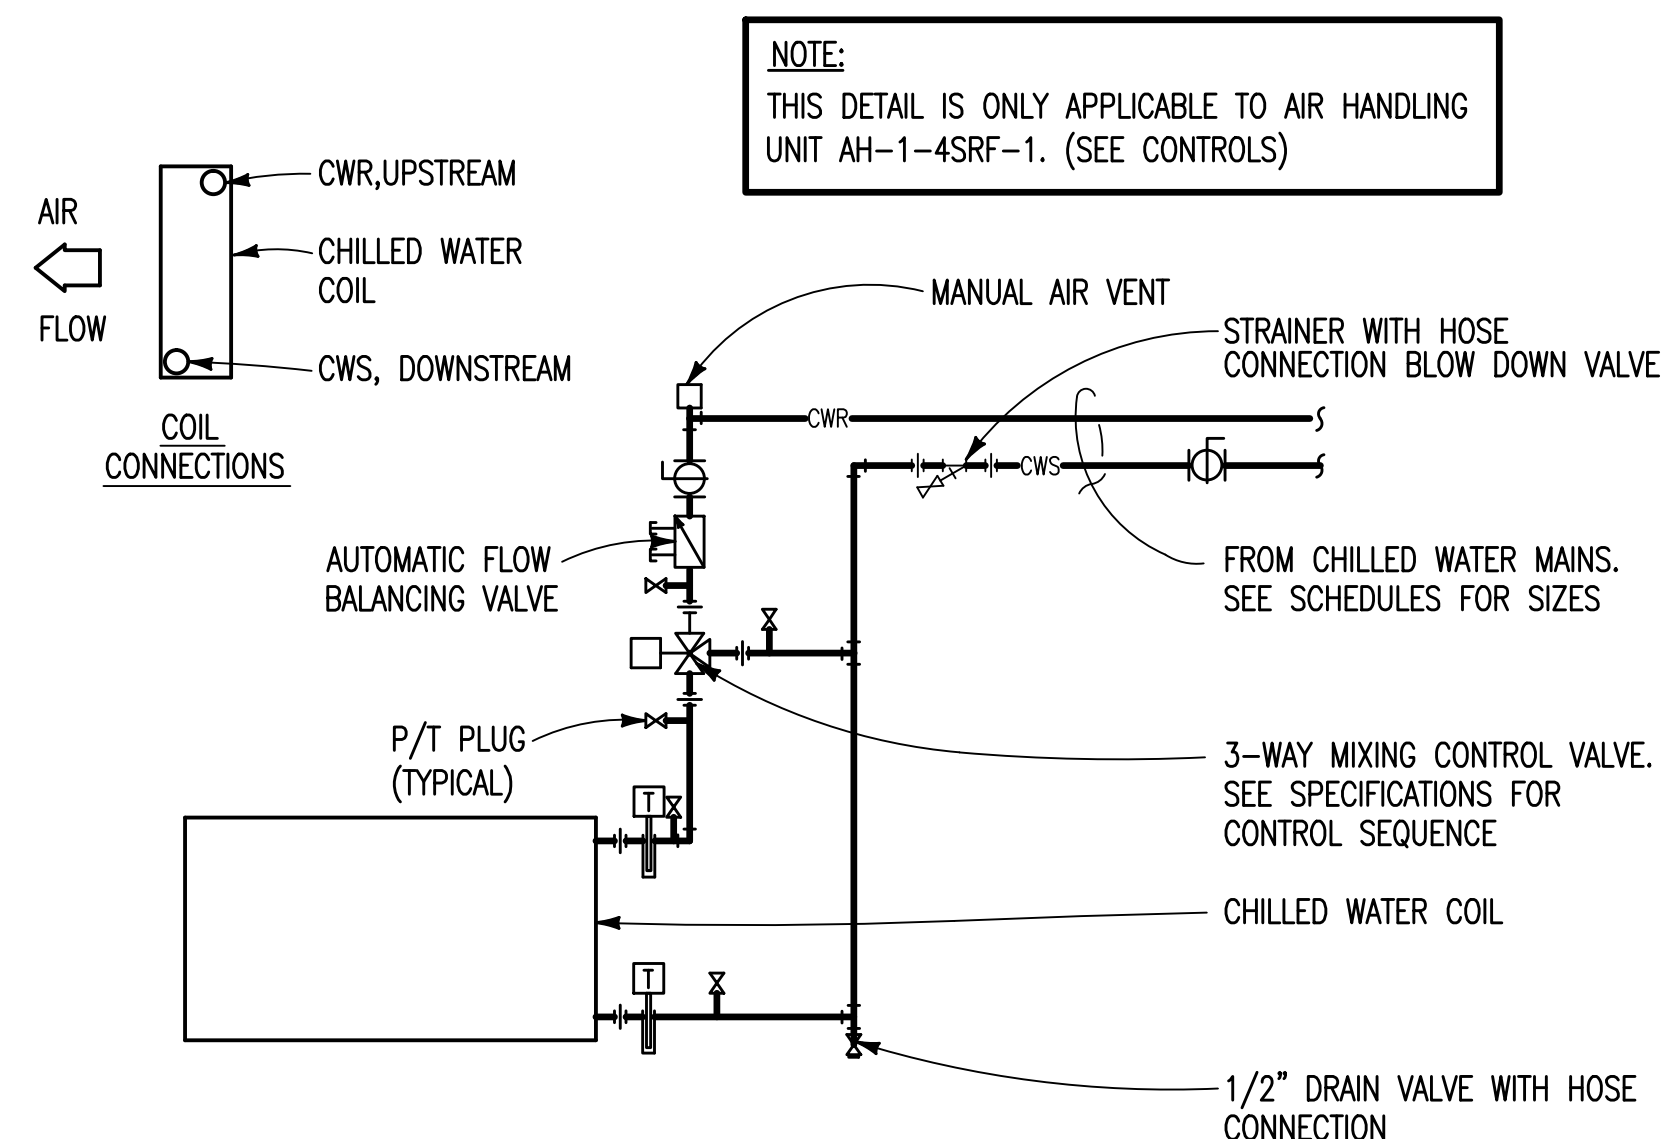 NOTE:
THIS DETAIL IS ONLY APPLICABLE TO AIR HANDLING
UNIT AH-1-4SRF-1. (SEE CONTROLS)
CWR,UPSTREAM
AIR
CHILLED WATER
COIL
FLOW
CWS, DOWNSTREAM
COIL
CONNECTIONS
MANUAL AIR VENT
STRAINER WITH HOSE
CONNECTION BLOW DOWN VALVE
CWR
CWS
AUTOMATIC FLOW
BALANCING VALVE
FROM CHILLED WATER MAINS.
SEE SCHEDULES FOR SIZES
P/T PLUG
(TYPICAL)
3-WAY MIXING CONTROL VALVE.
SEE SPECIFICATIONS FOR
CONTROL SEQUENCE
T
CHILLED WATER COIL
T
1/2" DRAIN VALVE WITH HOSE
CONNECTION